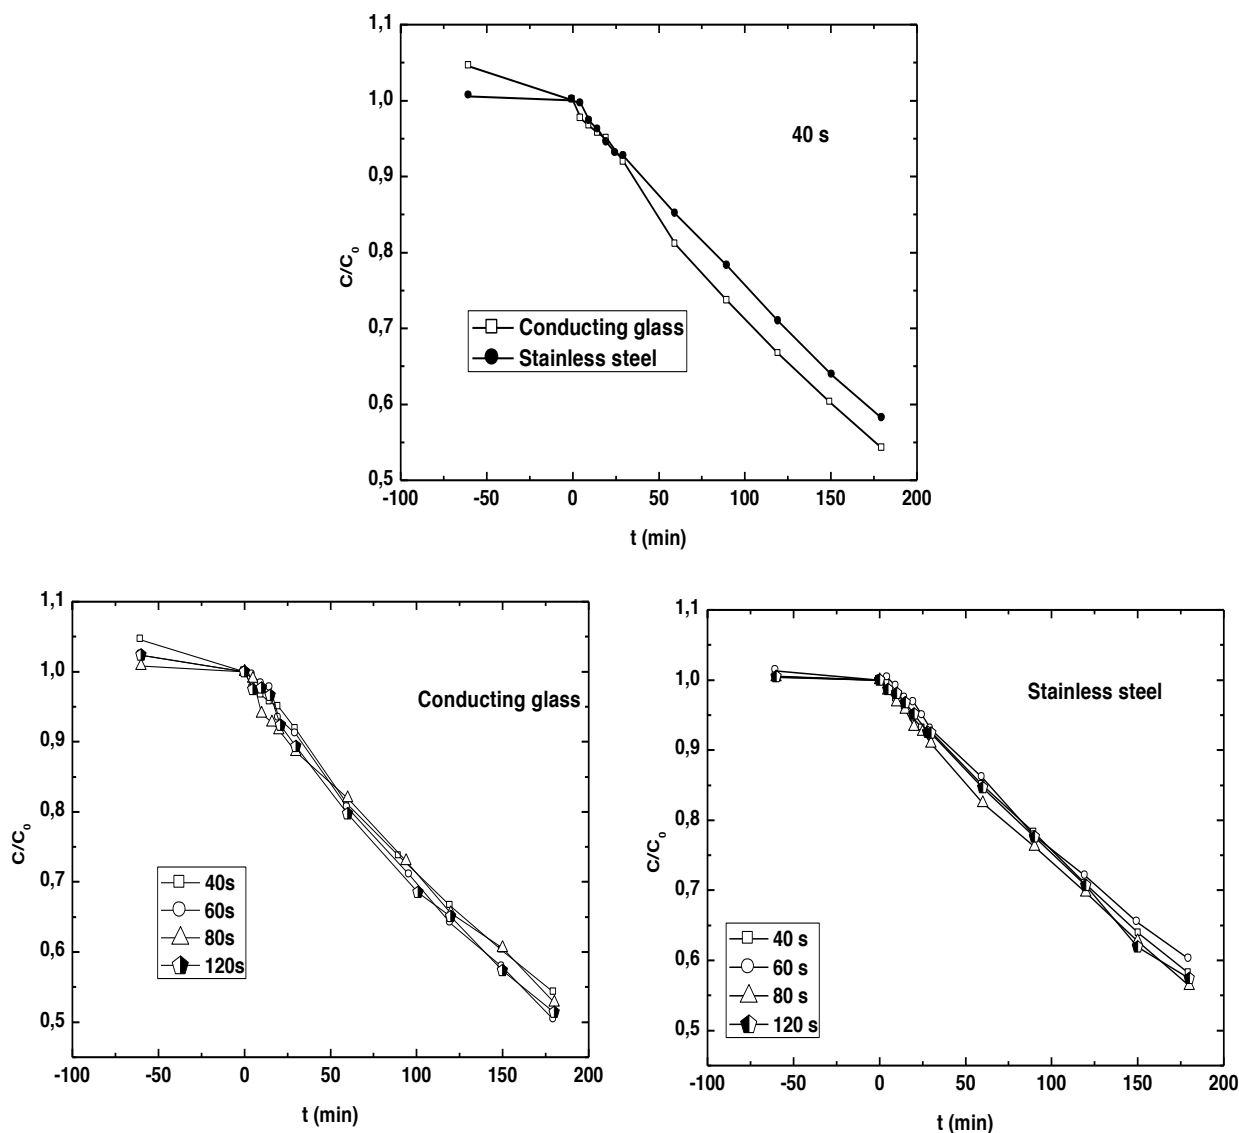 1,1
1,0
0,9
0,8
0,7
0,6
0,5
C/C0
40 s
Conducting glass
Stainless steel
-100 -50 0 50 100 150 200
t (min)
1,1
1,0
0,9
0,8
0,7
0,6
0,5
C/C0
Conducting glass
40s
60s
80s
120s
-100 -50 0 50 100 150 200
t (min)
1,1
1,0
0,9
0,8
0,7
0,6
0,5
C/C0
Stainless steel
40 s
60 s
80 s
120 s
-100 -50 0 50 100 150 200
t (min)